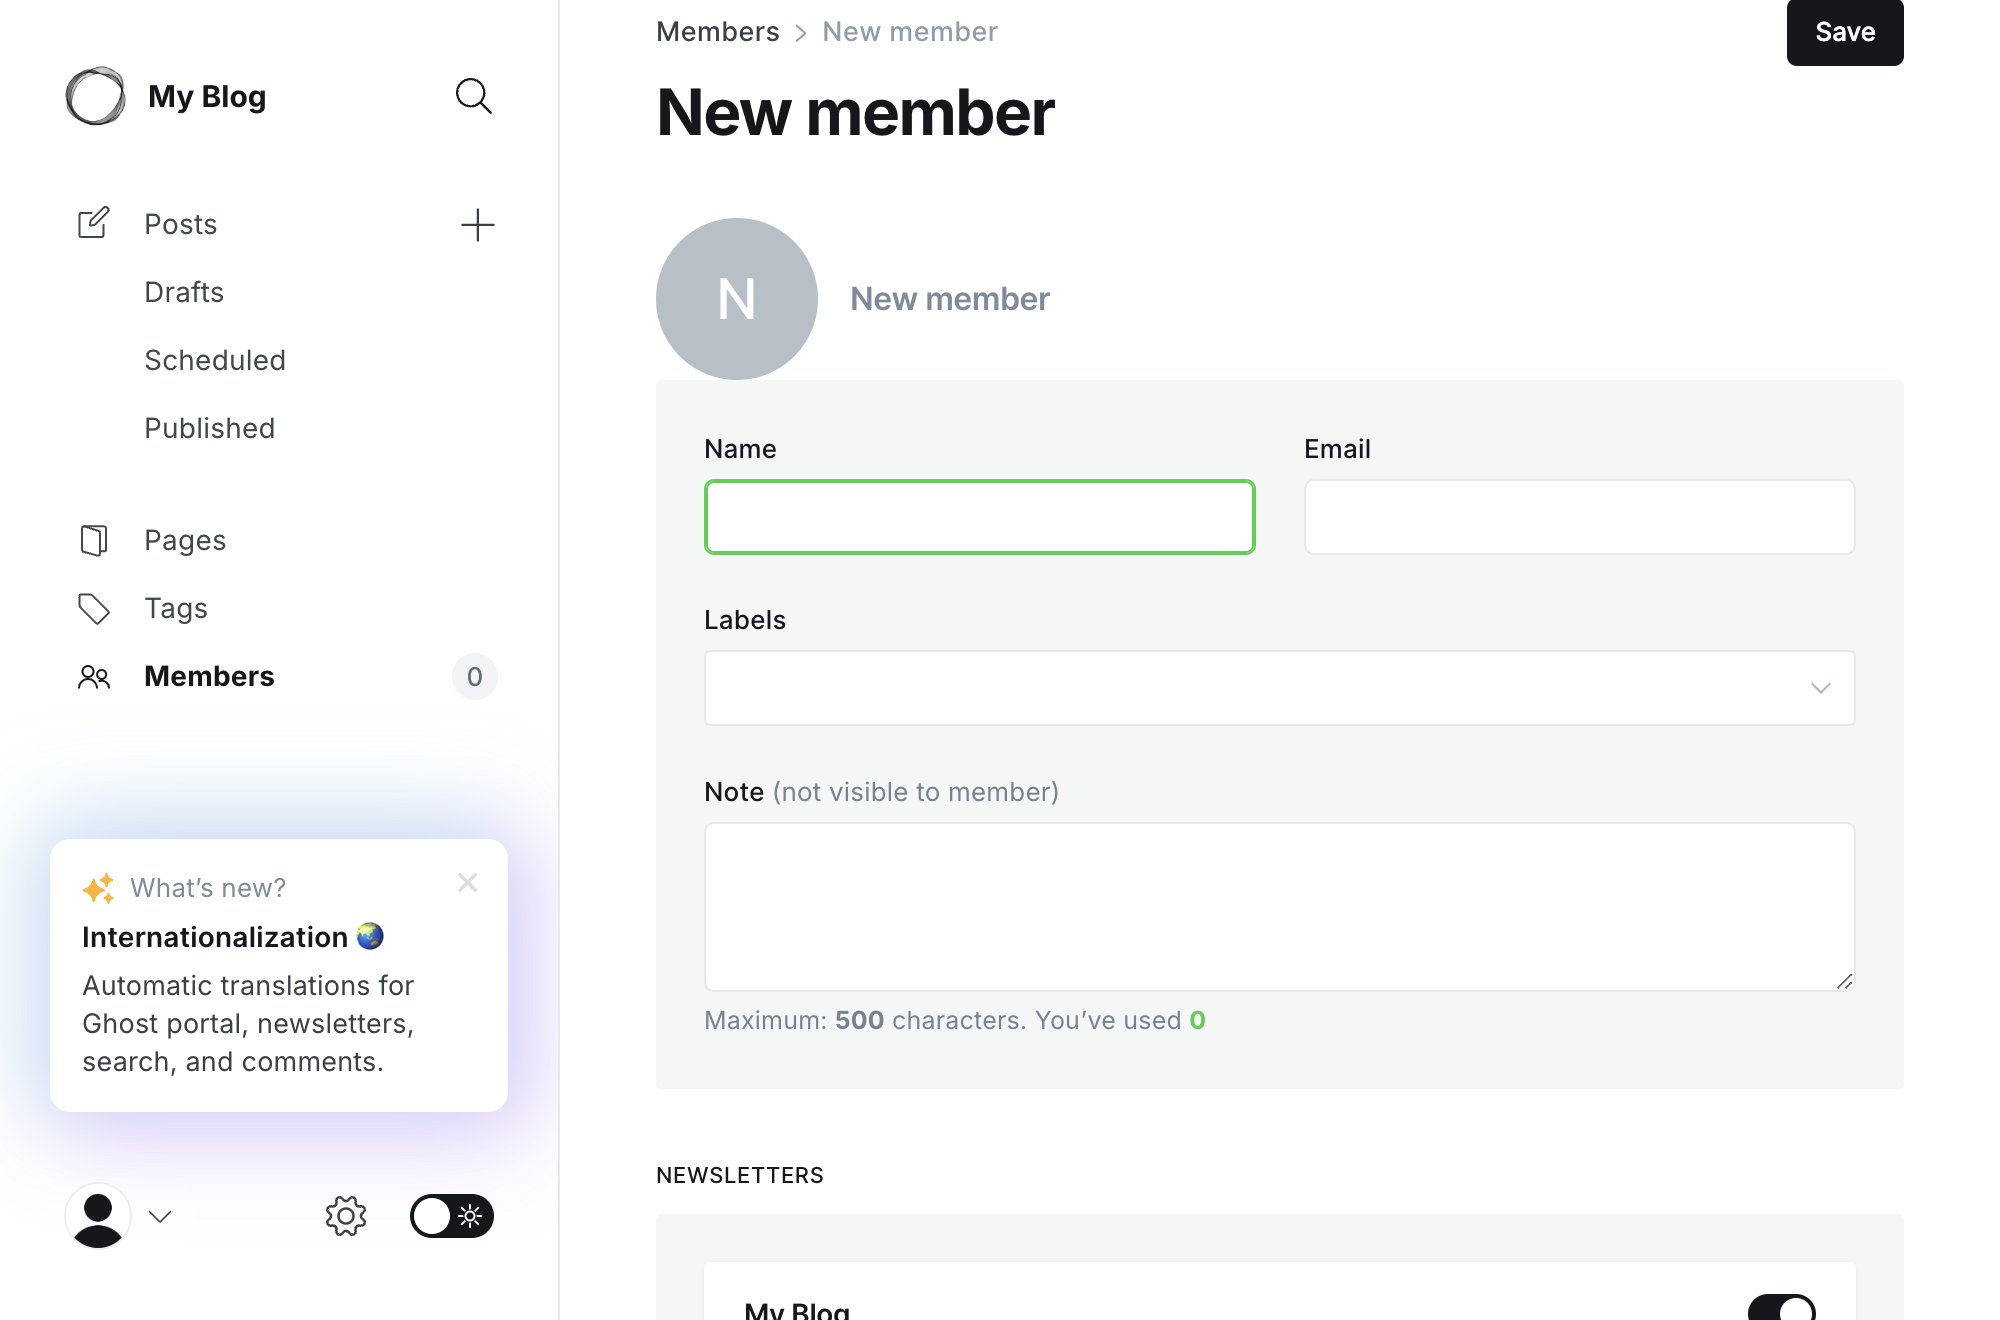 My Blog
Posts
Drafts
Scheduled
Published
Pages
Tags
Members 0
What’s new?
Internationalization
Automatic translations for
Ghost portal, newsletters,
search, and comments.
Members > New member
Save
New member
N
New member
Name
Email
Labels
Note (not visible to member)
Maximum: 500 characters. You’ve used 0
NEWSLETTERS
My Blog